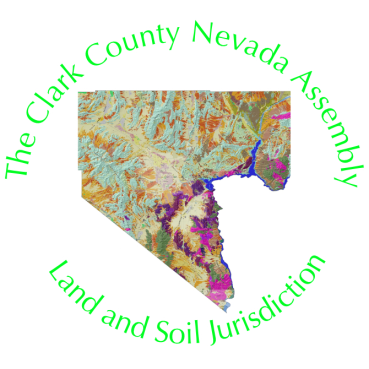 The Clark County Nevada Assembly
Land and Soil Jurisdiction